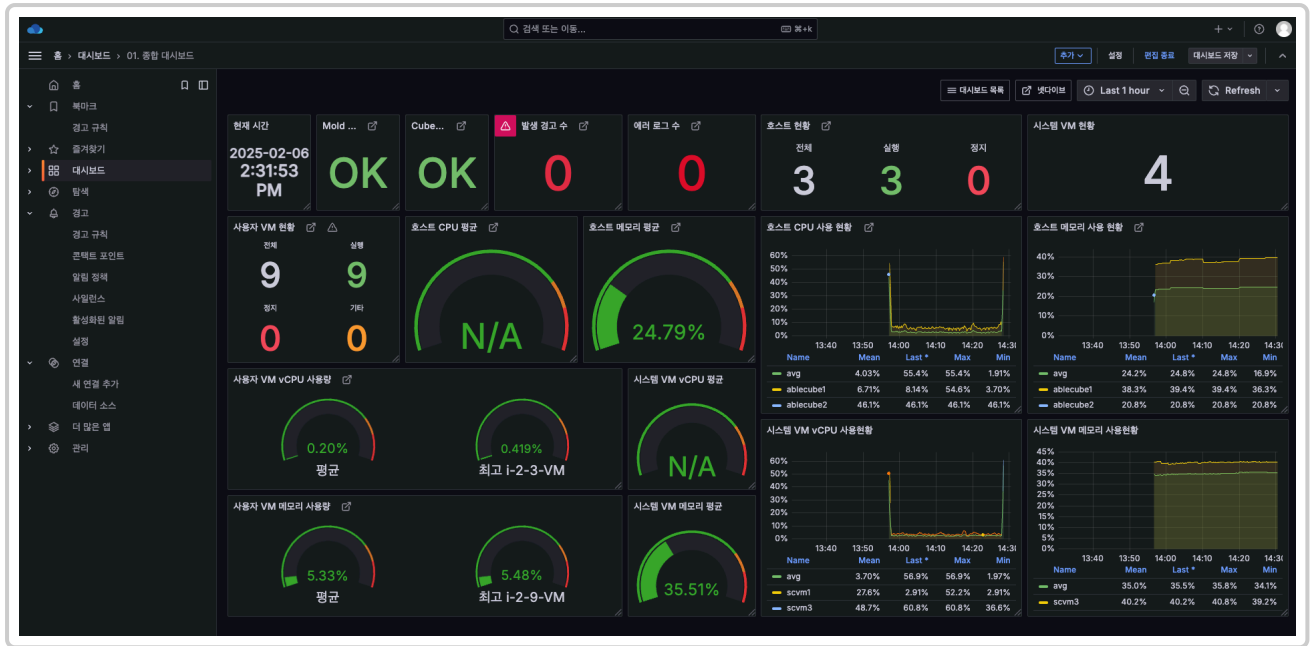 검색 또는 이동...
⌘+k
홈 › 대시보드 › 01. 종합 대시보드
추가
설정
편집 종료
대시보드 저장
홈
북마크
경고 규칙
즐겨찾기
대시보드
탐색
경고
경고 규칙
콘택트 포인트
알림 정책
사일런스
활성화된 알림
설정
연결
새 연결 추가
데이터 소스
더 많은 앱
관리
대시보드 목록
넷다이브
Last 1 hour
Refresh
현재 시간
2025-02-06
2:31:53
PM
Mold ...
OK
Cube...
OK
발생 경고 수
0
에러 로그 수
0
호스트 현황
전체 실행 정지
3 3 0
시스템 VM 현황
4
사용자 VM 현황
전체 실행
9 9
정지 기타
0 0
호스트 CPU 평균
N/A
호스트 메모리 평균
24.79%
호스트 CPU 사용 현황
60%
50%
40%
30%
20%
10%
0%
13:40 13:50 14:00 14:10 14:20 14:30
Name Mean Last * Max Min
avg 4.03% 55.4% 55.4% 1.91%
ablecube1 6.71% 8.14% 54.6% 3.70%
ablecube2 46.1% 46.1% 46.1% 46.1%
호스트 메모리 사용 현황
40%
30%
20%
10%
0%
13:40 13:50 14:00 14:10 14:20 14:30
Name Mean Last * Max Min
avg 24.2% 24.8% 24.8% 16.9%
ablecube1 38.3% 39.4% 39.4% 36.3%
ablecube2 20.8% 20.8% 20.8% 20.8%
사용자 VM vCPU 사용량
0.20% 0.419%
평균 최고 i-2-3-VM
시스템 VM vCPU 평균
N/A
사용자 VM 메모리 사용량
5.33% 5.48%
평균 최고 i-2-9-VM
시스템 VM 메모리 평균
35.51%
시스템 VM vCPU 사용현황
60%
50%
40%
30%
20%
10%
0%
13:40 13:50 14:00 14:10 14:20 14:30
Name Mean Last * Max Min
avg 3.70% 56.9% 56.9% 1.97%
scvm1 27.6% 2.91% 52.2% 2.91%
scvm3 48.7% 60.8% 60.8% 36.6%
시스템 VM 메모리 사용현황
45%
40%
35%
30%
25%
20%
15%
10%
5%
0%
13:40 13:50 14:00 14:10 14:20 14:30
Name Mean Last * Max Min
avg 35.0% 35.5% 35.8% 34.1%
scvm3 40.2% 40.2% 40.8% 39.2%